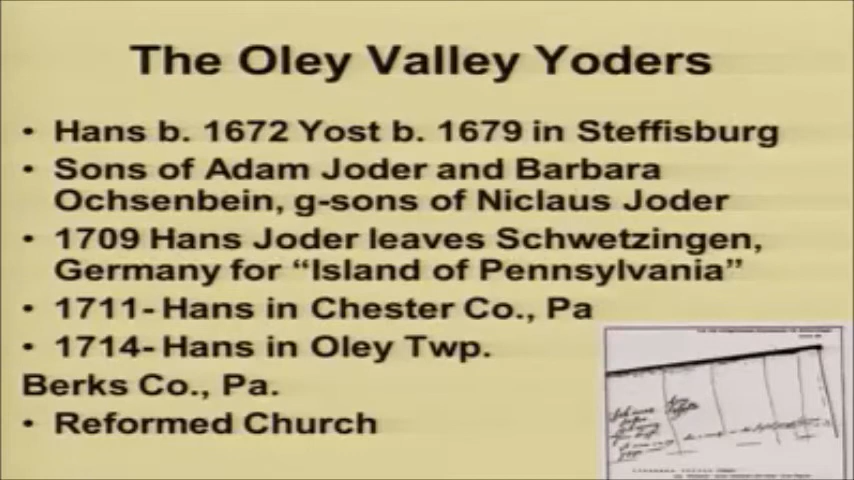 The Oley Valley Yoders
• Hans b. 1672 Yost b. 1679 in Steffisburg
• Sons of Adam Joder and Barbara
Ochsenbein, g-sons of Niclaus Joder
• 1709 Hans Joder leaves Schwetzingen,
Germany for “Island of Pennsylvania”
• 1711- Hans in Chester Co., Pa
• 1714- Hans in Oley Twp.
Berks Co., Pa.
• Reformed Church